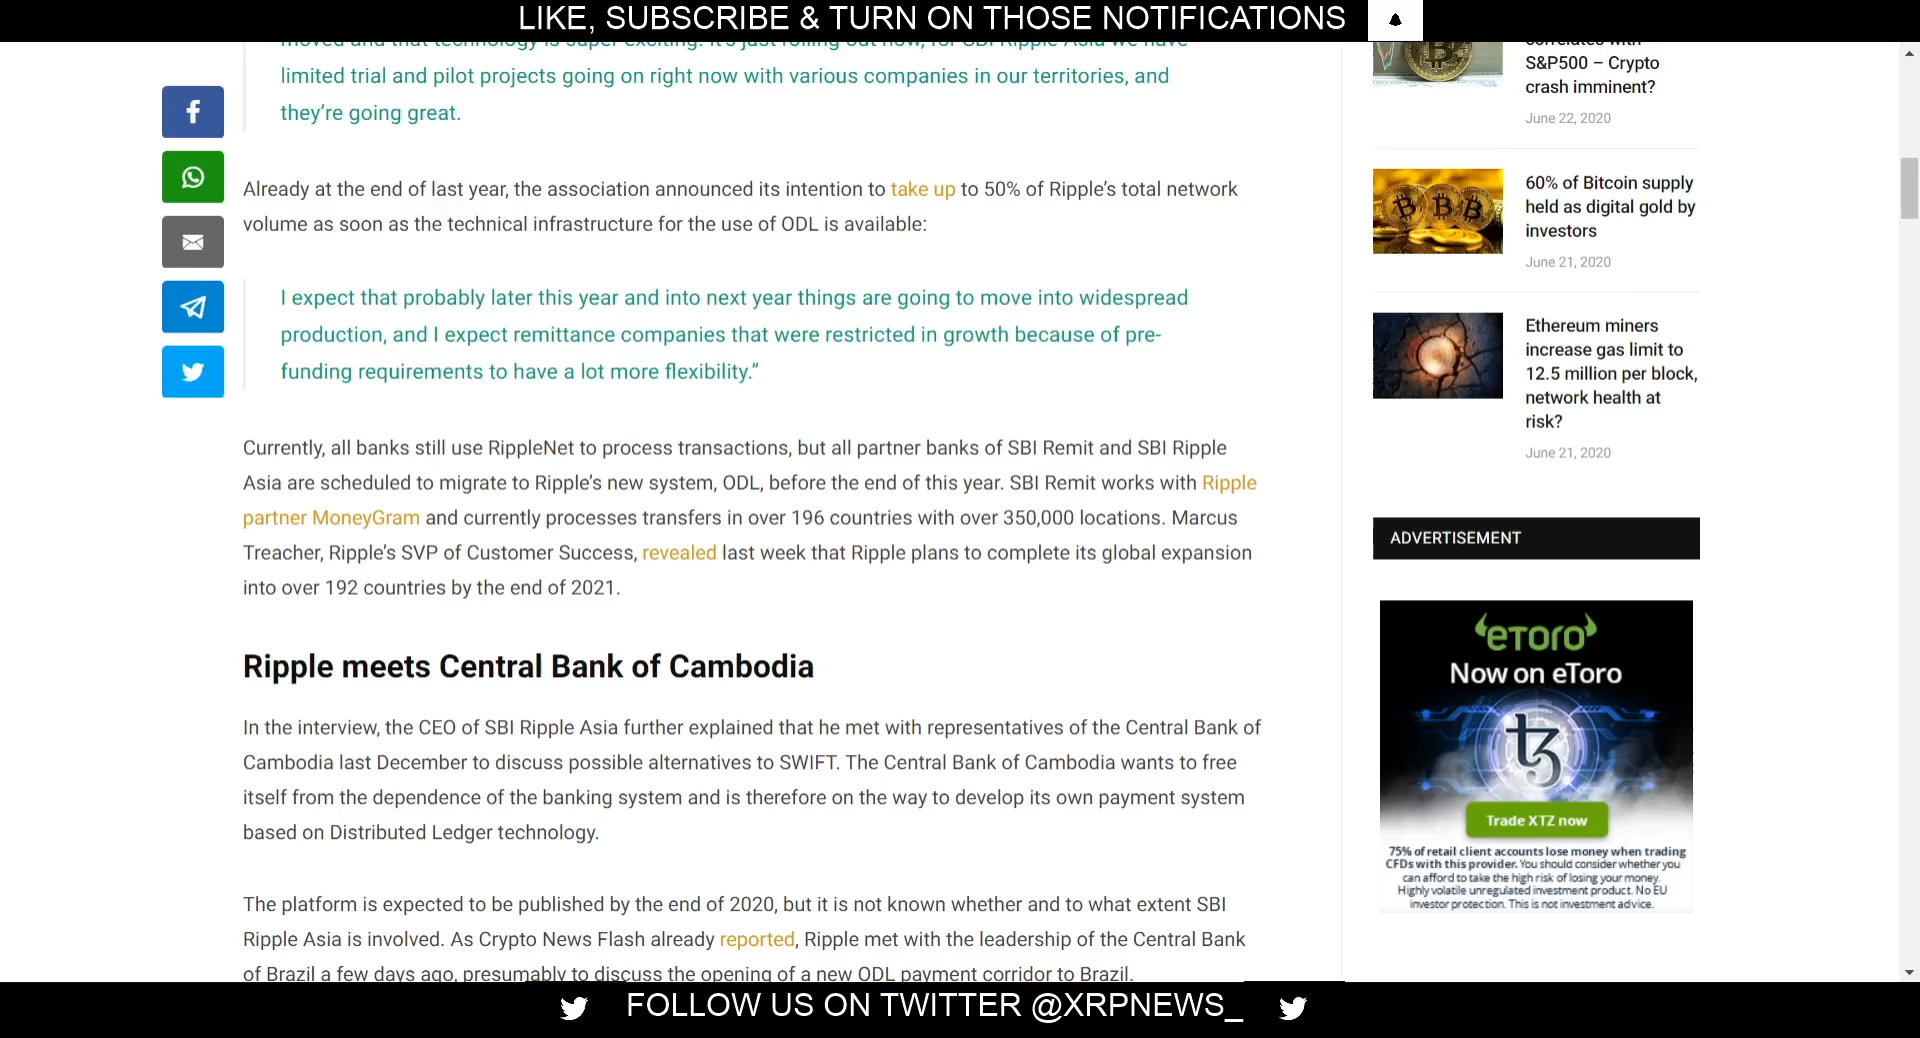 LIKE, SUBSCRIBE & TURN ON THOSE NOTIFICATIONS
moved and that technology is super exciting. It's just rolling out now, for SBI Ripple Asia we have
limited trial and pilot projects going on right now with various companies in our territories, and
they’re going great.
Already at the end of last year, the association announced its intention to take up to 50% of Ripple’s total network
volume as soon as the technical infrastructure for the use of ODL is available:
I expect that probably later this year and into next year things are going to move into widespread
production, and I expect remittance companies that were restricted in growth because of pre-
funding requirements to have a lot more flexibility.”
Currently, all banks still use RippleNet to process transactions, but all partner banks of SBI Remit and SBI Ripple
Asia are scheduled to migrate to Ripple’s new system, ODL, before the end of this year. SBI Remit works with Ripple
partner MoneyGram and currently processes transfers in over 196 countries with over 350,000 locations. Marcus
Treacher, Ripple’s SVP of Customer Success, revealed last week that Ripple plans to complete its global expansion
into over 192 countries by the end of 2021.
Ripple meets Central Bank of Cambodia
In the interview, the CEO of SBI Ripple Asia further explained that he met with representatives of the Central Bank of
Cambodia last December to discuss possible alternatives to SWIFT. The Central Bank of Cambodia wants to free
itself from the dependence of the banking system and is therefore on the way to develop its own payment system
based on Distributed Ledger technology.
The platform is expected to be published by the end of 2020, but it is not known whether and to what extent SBI
Ripple Asia is involved. As Crypto News Flash already reported, Ripple met with the leadership of the Central Bank
of Brazil a few days ago, presumably to discuss the opening of a new ODL payment corridor to Brazil.
correlates with
S&P500 – Crypto
crash imminent?
June 22, 2020
60% of Bitcoin supply
held as digital gold by
investors
June 21, 2020
Ethereum miners
increase gas limit to
12.5 million per block,
network health at
risk?
June 21, 2020
ADVERTISEMENT
eToro
Now on eToro
Trade XTZ now
75% of retail client accounts lose money when trading
CFDs with this provider. You should consider whether you
can afford to take the high risk of losing your money.
Highly volatile unregulated investment product. No EU
investor protection. This is not investment advice.
FOLLOW US ON TWITTER @XRPNEWS_